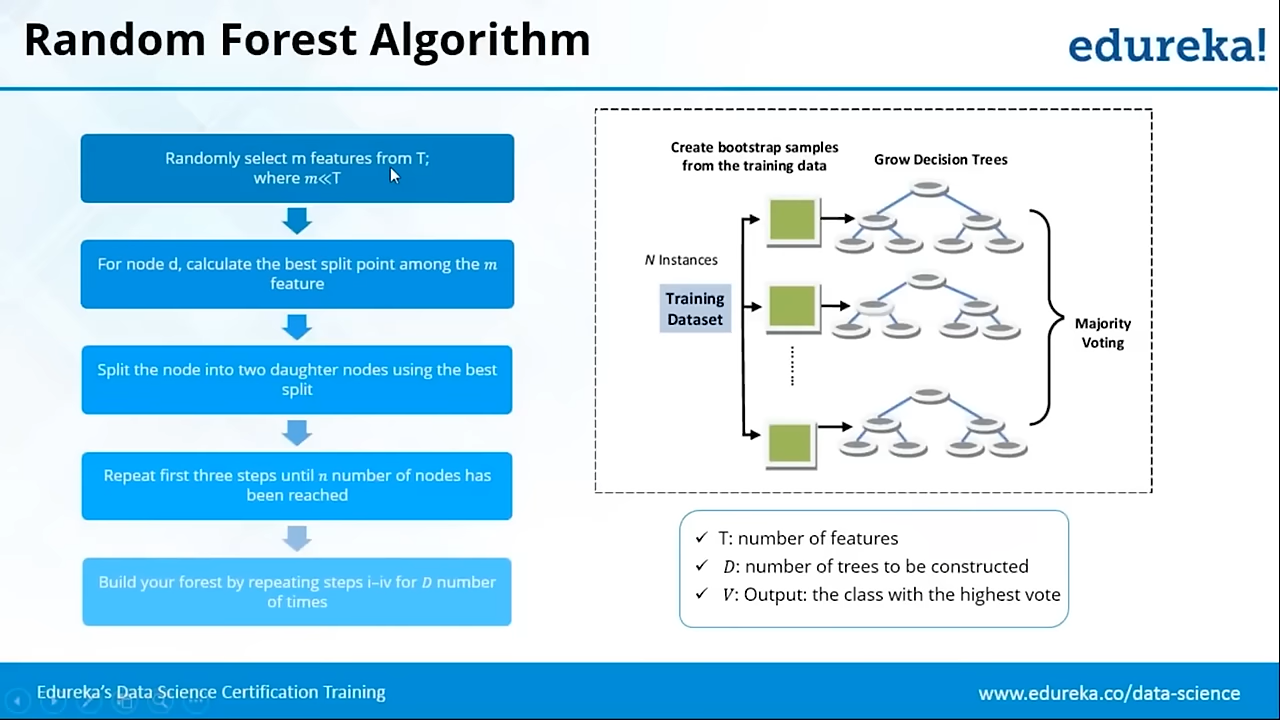 Random Forest Algorithm
edureka!
Randomly select m features from T;
where m≪T
For node d, calculate the best split point among the m
feature
Split the node into two daughter nodes using the best
split
Repeat first three steps until n number of nodes has
been reached
Build your forest by repeating steps i–iv for D number
of times
Create bootstrap samples
from the training data
Grow Decision Trees
N Instances
Training
Dataset
Majority
Voting
✓ T: number of features
✓ D: number of trees to be constructed
✓ V: Output: the class with the highest vote
Edureka's Data Science Certification Training
www.edureka.co/data-science